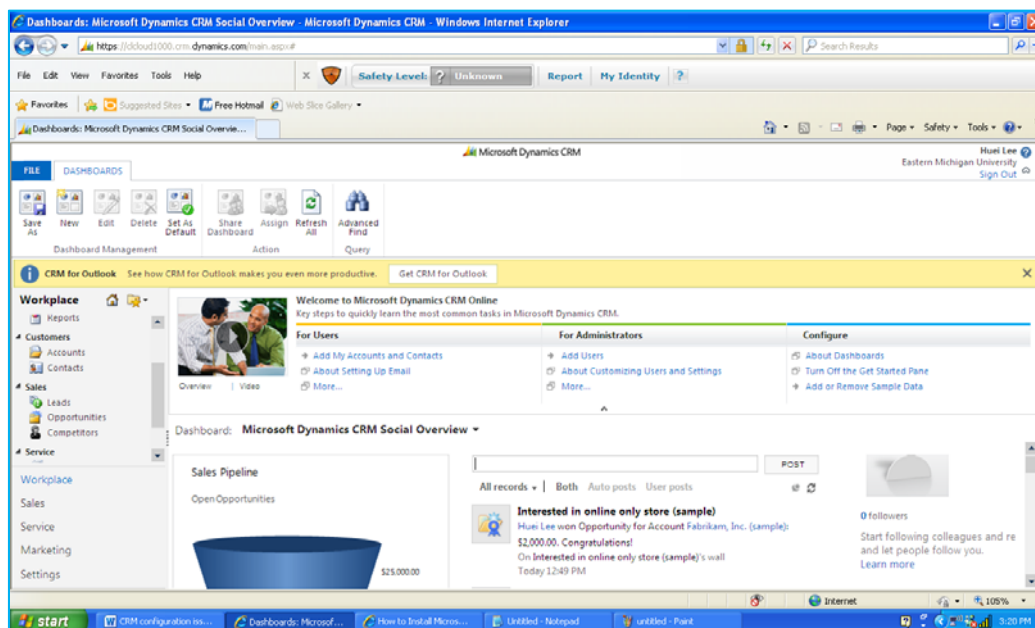 Dashboards: Microsoft Dynamics CRM Social Overview - Microsoft Dynamics CRM - Windows Internet Explorer
https://dcloud1000.crm.dynamics.com/main.aspx#
Search Results
File Edit View Favorites Tools Help
Safety Level: ? Unknown Report My Identity ?
Favorites Suggested Sites Free Hotmail Web Slice Gallery
Dashboards: Microsoft Dynamics CRM Social Overvie...
Page Safety Tools
Microsoft Dynamics CRM
Huei Lee
Eastern Michigan University
Sign Out
FILE DASHBOARDS
Save As New Edit Delete Set As Default Share Dashboard Assign Refresh All Advanced Find
Dashboard Management Action Query
CRM for Outlook See how CRM for Outlook makes you even more productive. Get CRM for Outlook
Workplace
Reports
Customers
Accounts
Contacts
Sales
Leads
Opportunities
Competitors
Service
Workplace
Sales
Service
Marketing
Settings
Overview | Video
Welcome to Microsoft Dynamics CRM Online
Key steps to quickly learn the most common tasks in Microsoft Dynamics CRM.
For Users
Add My Accounts and Contacts
About Setting Up Email
More...
For Administrators
Add Users
About Customizing Users and Settings
More...
Configure
About Dashboards
Turn Off the Get Started Pane
Add or Remove Sample Data
Dashboard: Microsoft Dynamics CRM Social Overview
Sales Pipeline
Open Opportunities
$25,000.00
POST
All records Both Auto posts User posts
Interested in online only store (sample)
Huei Lee won Opportunity for Account Fabrikam, Inc. (sample):
$2,000.00. Congratulations!
On Interested in online only store (sample)'s wall
Today 12:49 PM
0 followers
Start following colleagues and re
and let people follow you.
Learn more
Internet 105%
start CRM configuration iss... Dashboards: Microsof... How to Install Micros... Untitled - Notepad untitled - Paint 3:20 PM